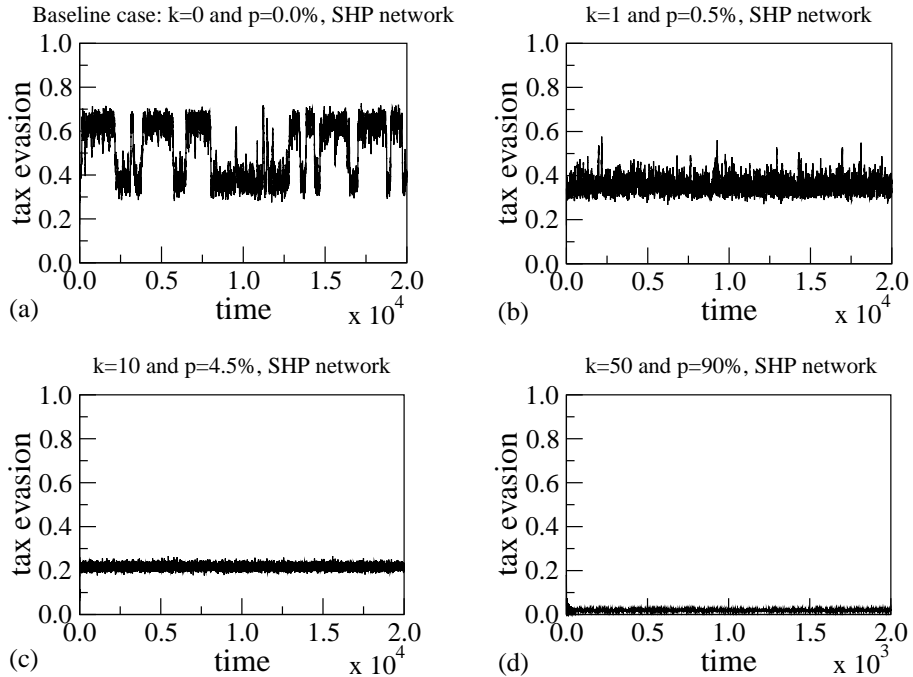 Baseline case: k=0 and p=0.0%, SHP network
1.0
0.8
0.6
0.4
0.2
0.0
tax evasion
0.0 0.5 1.0 1.5 2.0
time
x 10^4
(a)
k=1 and p=0.5%, SHP network
1.0
0.8
0.6
0.4
0.2
0.0
tax evasion
0.0 0.5 1.0 1.5 2.0
time
x 10^4
(b)
k=10 and p=4.5%, SHP network
1.0
0.8
0.6
0.4
0.2
0.0
tax evasion
0.0 0.5 1.0 1.5 2.0
time
x 10^4
(c)
k=50 and p=90%, SHP network
1.0
0.8
0.6
0.4
0.2
0.0
tax evasion
0.0 0.5 1.0 1.5 2.0
time
x 10^3
(d)